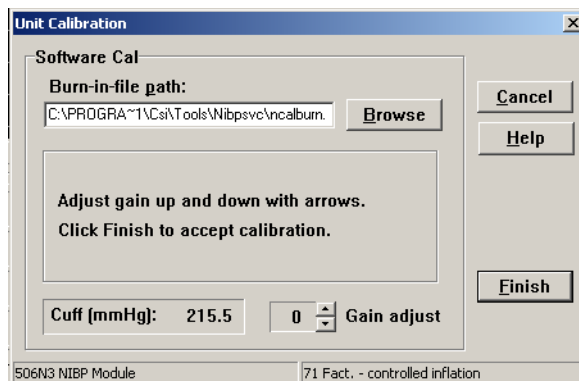 Unit Calibration
Software Cal
Burn-in-file path:
C:\PROGRA~1\Csi\Tools\Nibpsvc\ncalburn.
Browse
Cancel
Help
Adjust gain up and down with arrows.
Click Finish to accept calibration.
Finish
Cuff (mmHg): 215.5 0 Gain adjust
506N3 NIBP Module 71 Fact. - controlled inflation